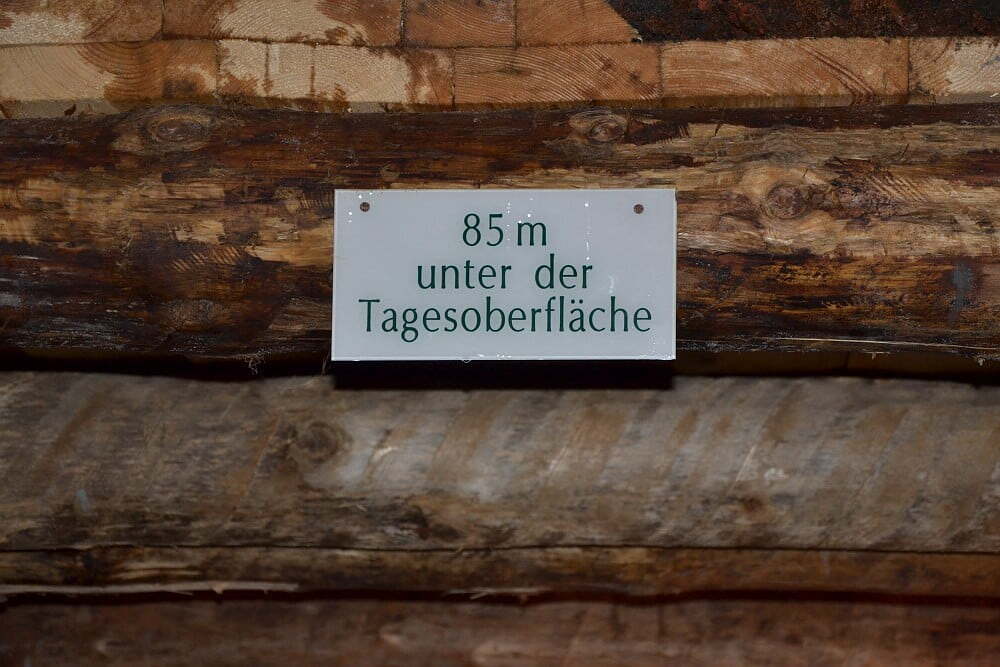 85 m
unter der
Tagesoberfläche